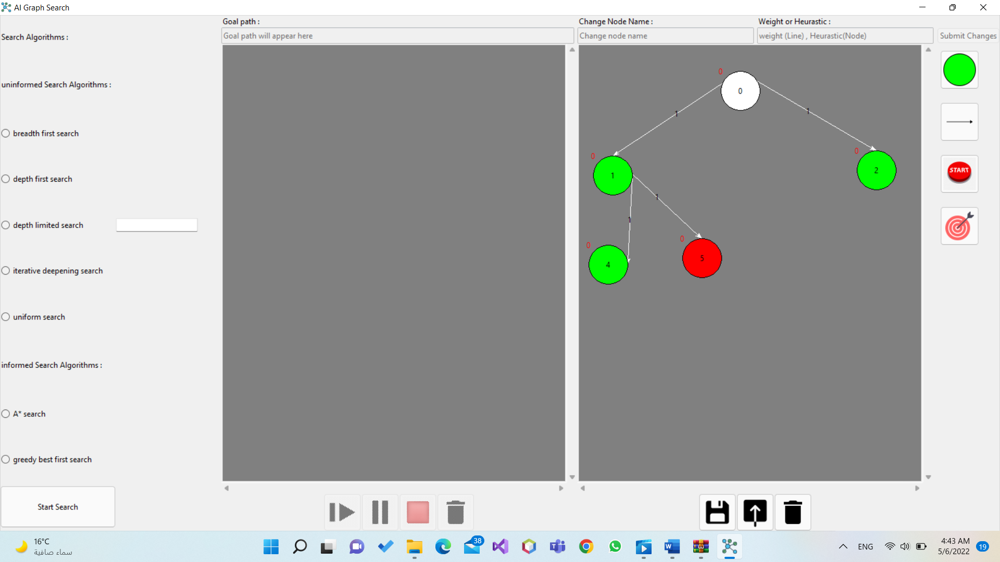 AI Graph Search
Search Algorithms :
uninformed Search Algorithms :
breadth first search
depth first search
depth limited search
iterative deepening search
uniform search
informed Search Algorithms :
A* search
greedy best first search
Start Search
Goal path :
Goal path will appear here
Change Node Name :
Change node name
Weight or Heurastic :
weight (Line) , Heurastic(Node)
Submit Changes
0
0
1
1
0
1
0
2
1
1
0
4
0
5
START
16°C
سماء صافية
38
ENG
4:43 AM
5/6/2022
19